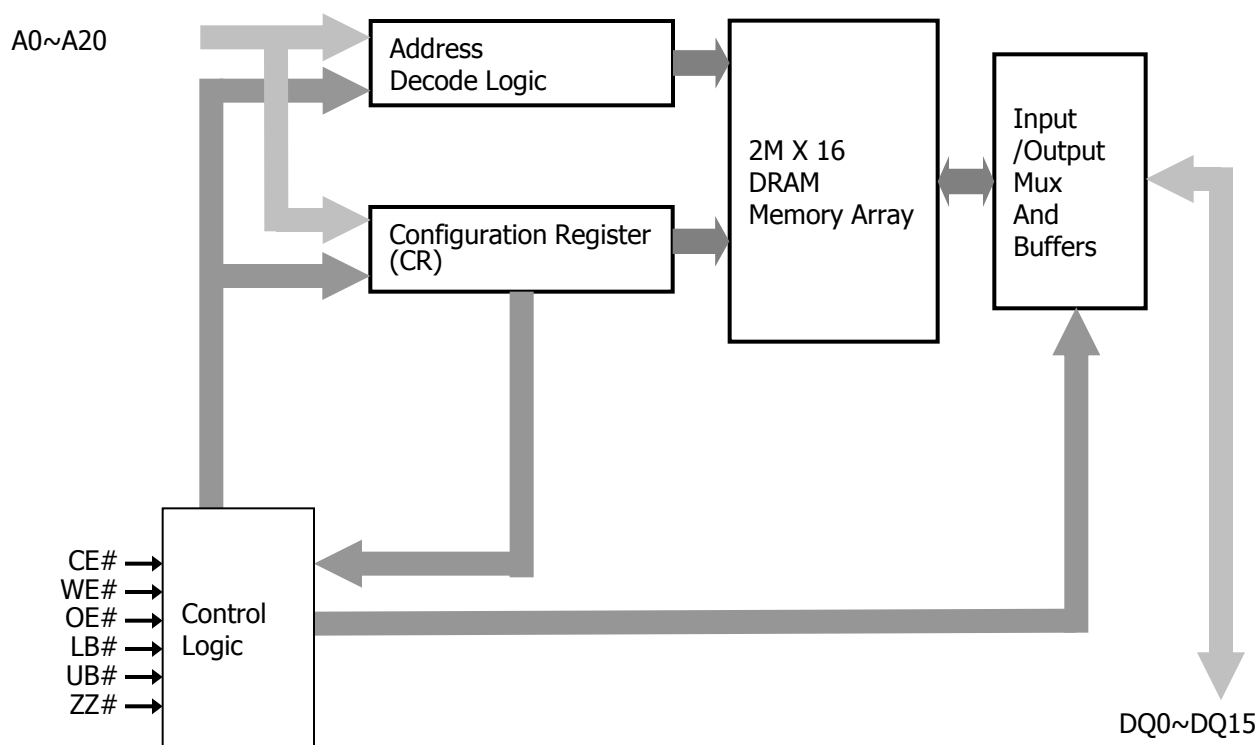 A0~A20
Address
Decode Logic
2M X 16
DRAM
Memory Array
Input
/Output
Mux
And
Buffers
Configuration Register
(CR)
CE#
WE#
OE#
LB#
UB#
ZZ#
Control
Logic
DQ0~DQ15